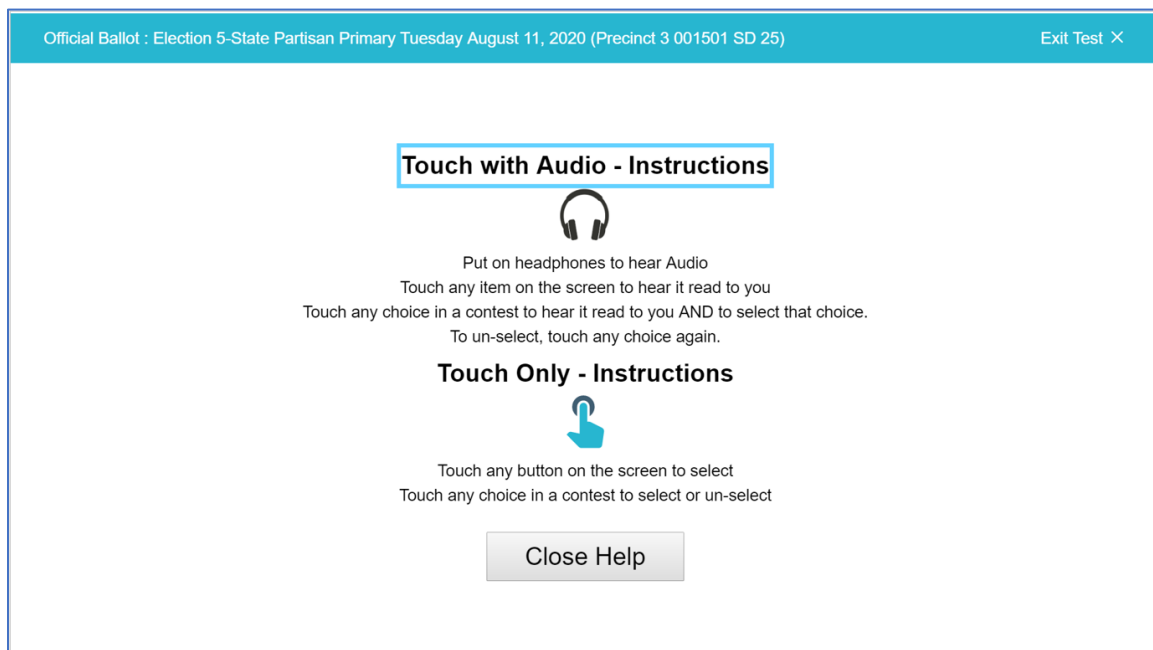 Official Ballot : Election 5-State Partisan Primary Tuesday August 11, 2020 (Precinct 3 001501 SD 25)
Exit Test ×
Touch with Audio - Instructions
Put on headphones to hear Audio
Touch any item on the screen to hear it read to you
Touch any choice in a contest to hear it read to you AND to select that choice.
To un-select, touch any choice again.
Touch Only - Instructions
Touch any button on the screen to select
Touch any choice in a contest to select or un-select
Close Help